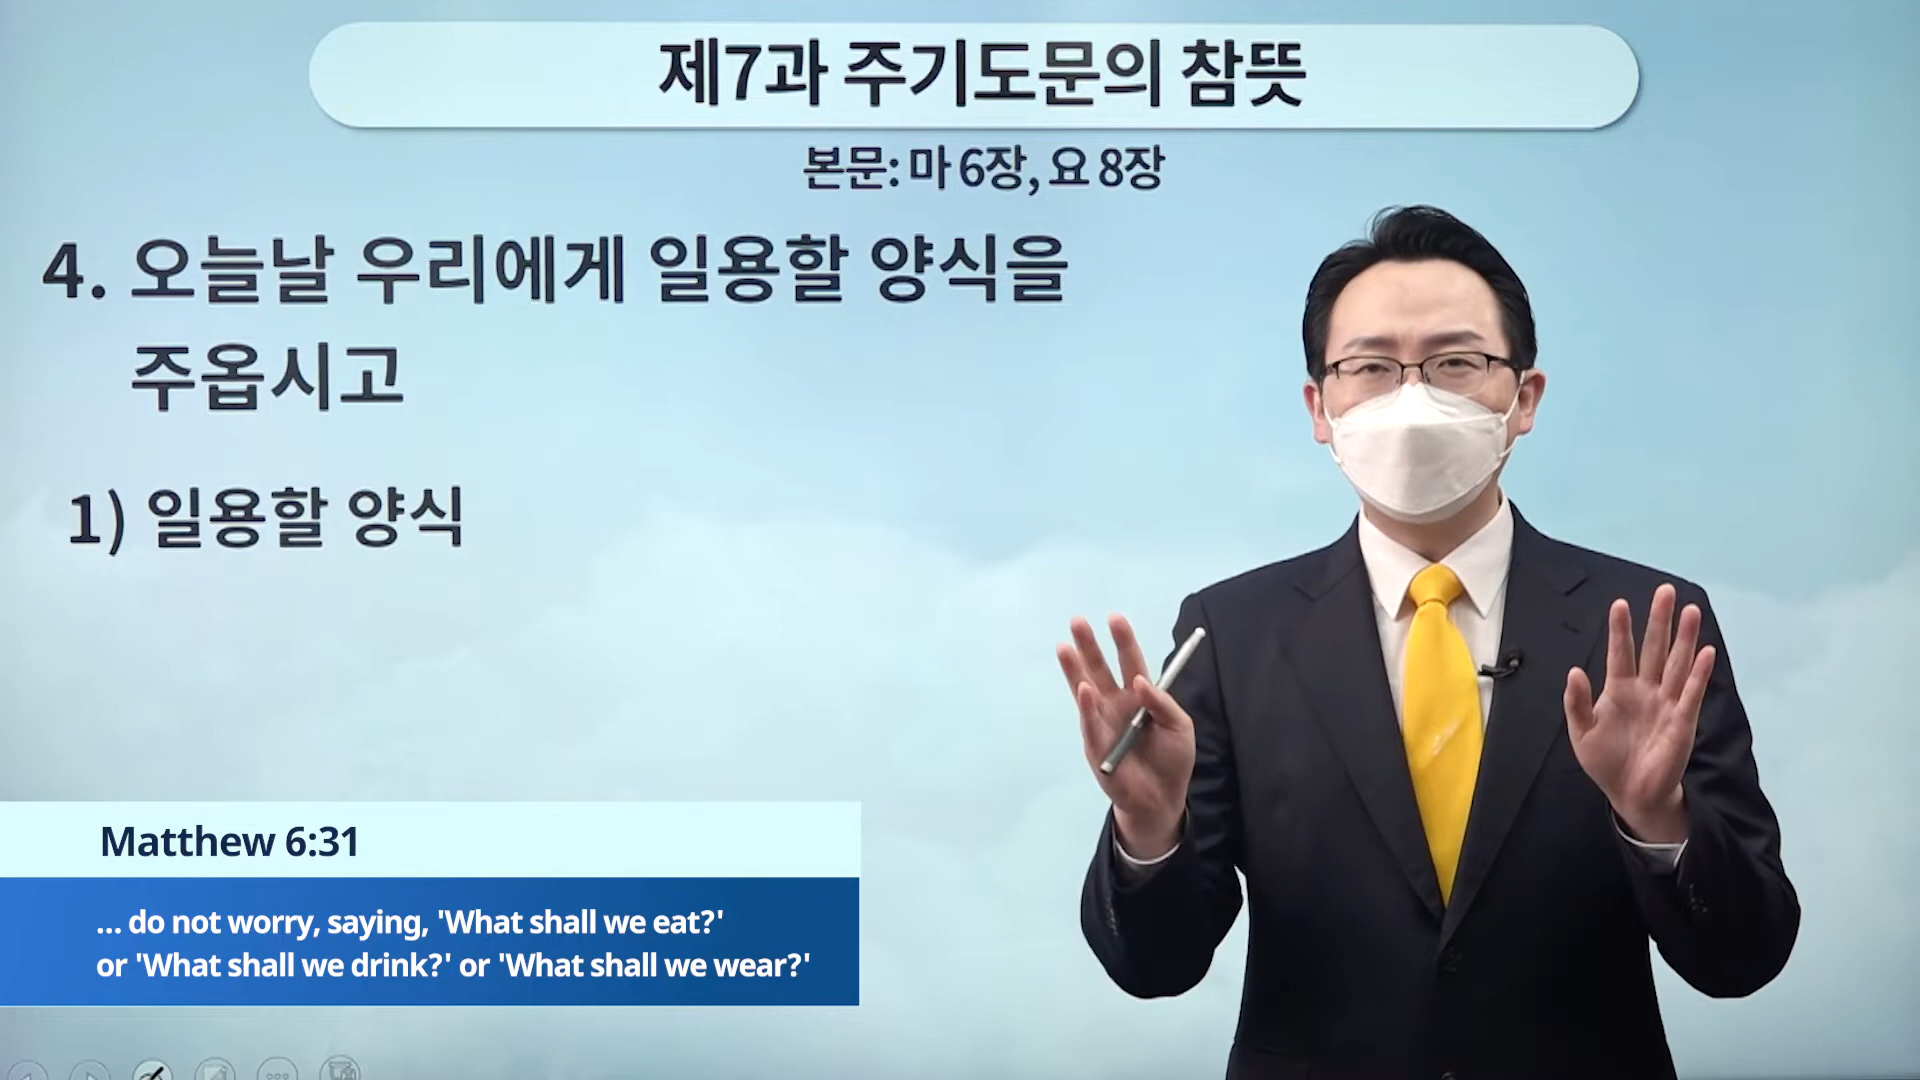 제7과 주기도문의 참뜻
본문: 마 6장, 요 8장
4. 오늘날 우리에게 일용할 양식을
주옵시고
1) 일용할 양식
Matthew 6:31
... do not worry, saying, 'What shall we eat?'
or 'What shall we drink?' or 'What shall we wear?'